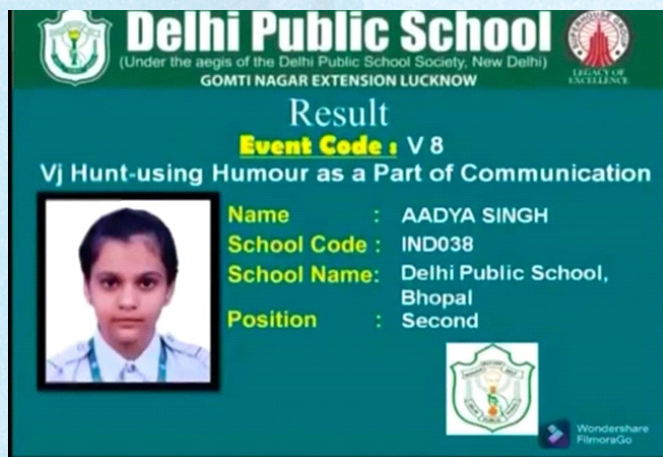 Delhi Public School
(Under the aegis of the Delhi Public School Society, New Delhi)
GOMTI NAGAR EXTENSION LUCKNOW
LEGACY OF
EXCELLENCE
Result
Event Code : V 8
Vj Hunt-using Humour as a Part of Communication
Name : AADYA SINGH
School Code : IND038
School Name: Delhi Public School,
Bhopal
Position : Second
Wondershare
FilmoraGo